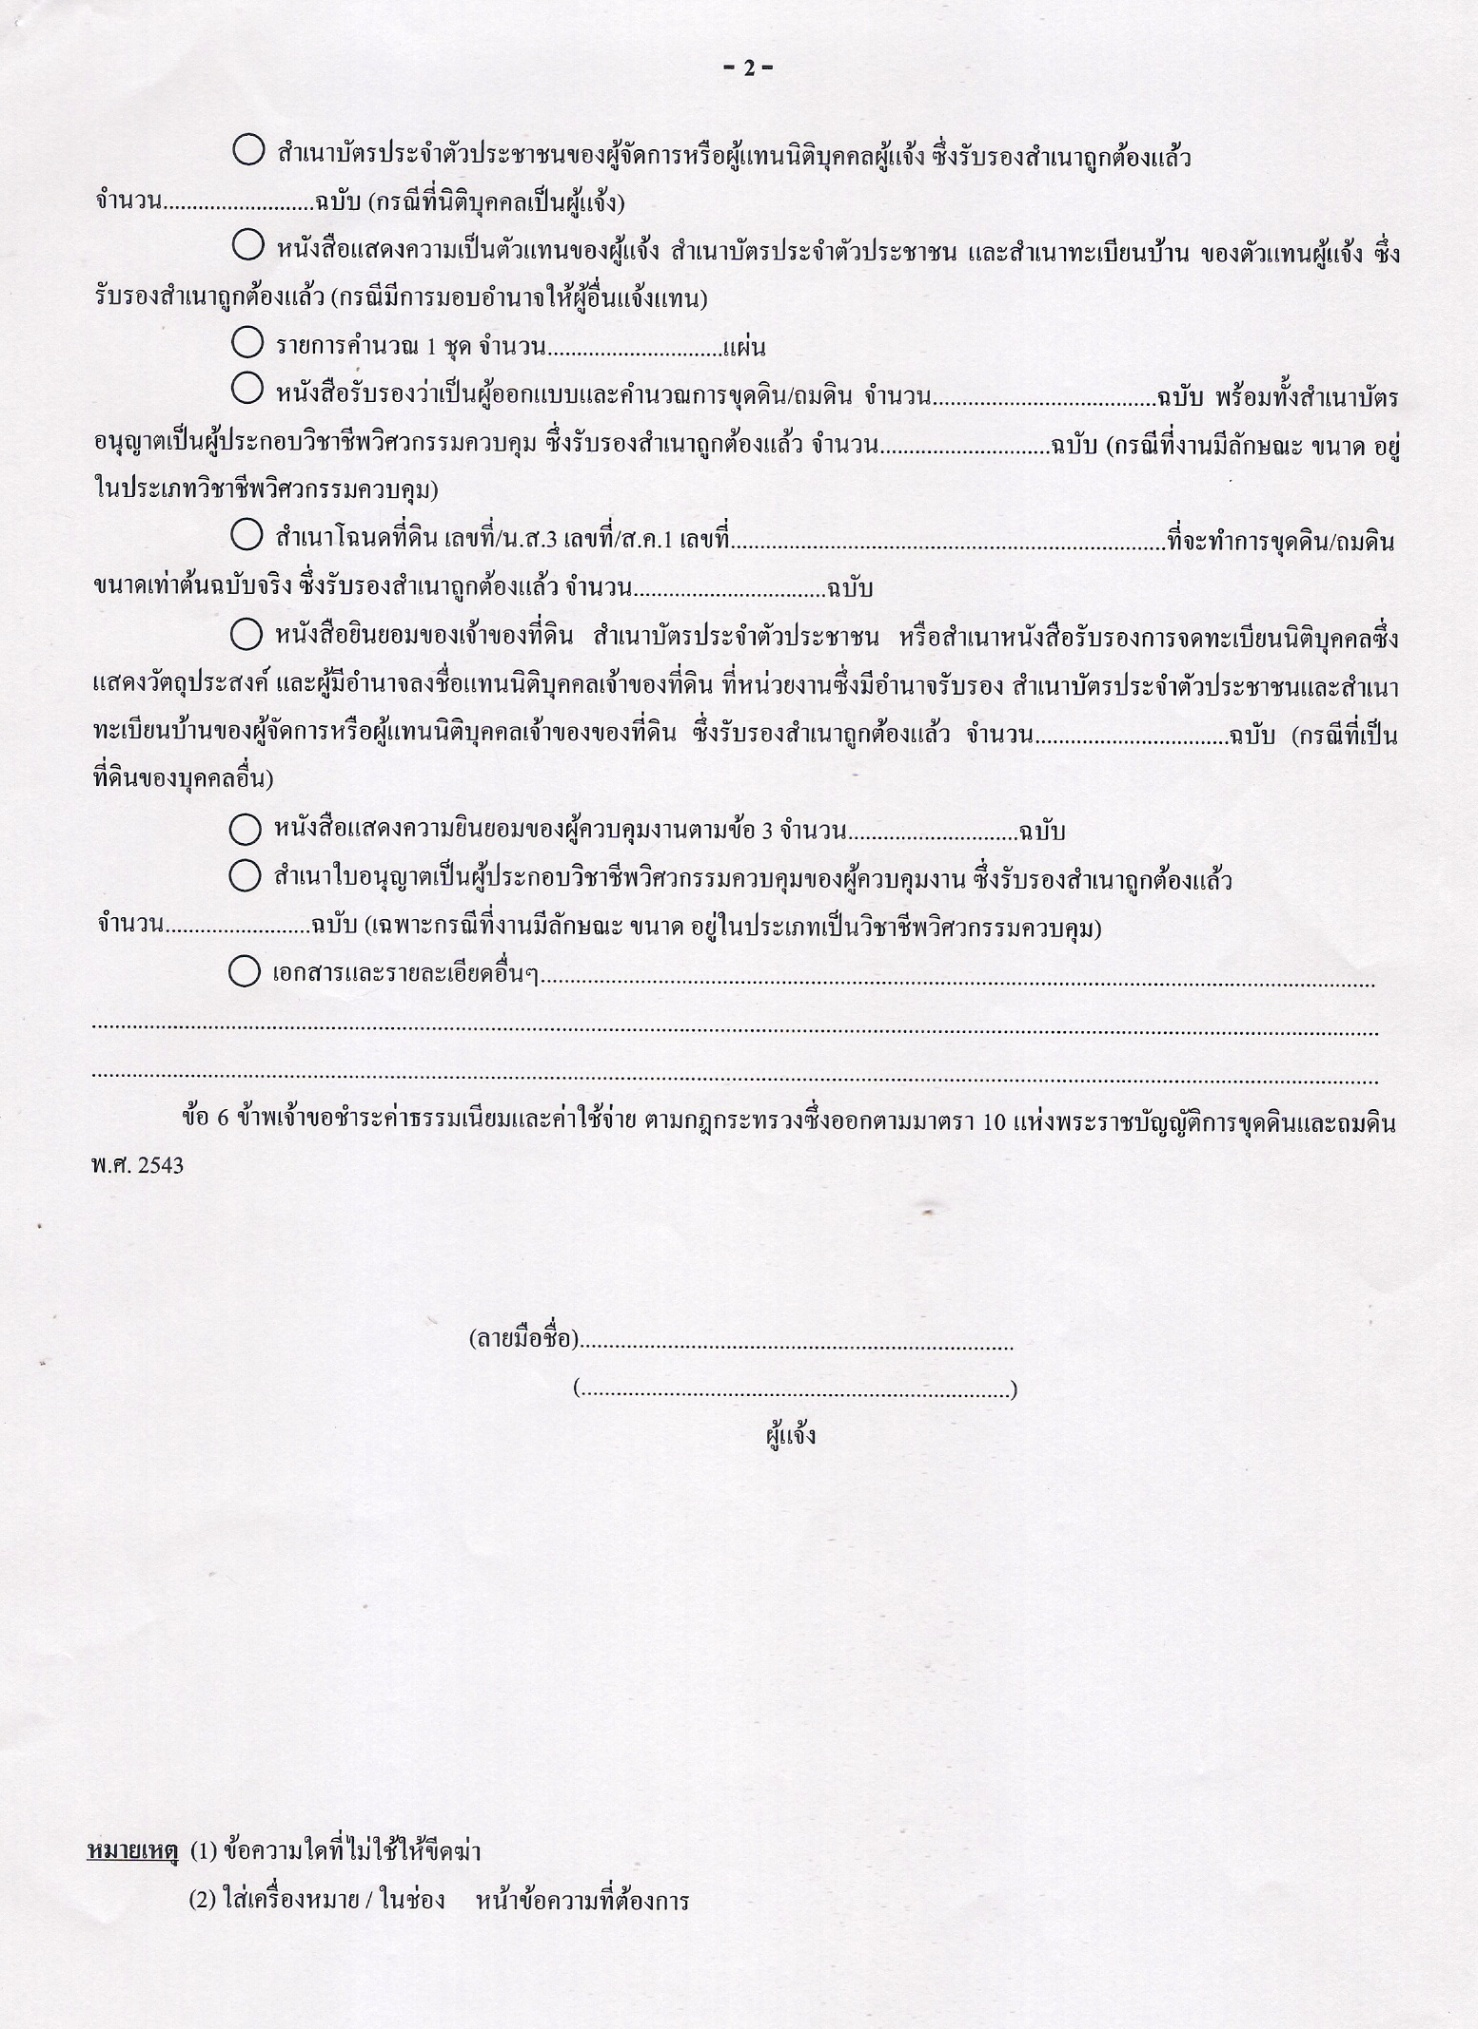 - 2 -
สำเนาบัตรประจำตัวประชาชนของผู้จัดการหรือผู้แทนนิติบุคคลผู้แจ้ง ซึ่งรับรองสำเนาถูกต้องแล้ว
จำนวน..........................ฉบับ (กรณีที่นิติบุคคลเป็นผู้แจ้ง)
หนังสือแสดงความเป็นตัวแทนของผู้แจ้ง สำเนาบัตรประจำตัวประชาชน และสำเนาทะเบียนบ้าน ของตัวแทนผู้แจ้ง ซึ่ง
รับรองสำเนาถูกต้องแล้ว (กรณีมีการมอบอำนาจให้ผู้อื่นแจ้งแทน)
รายการคำนวณ 1 ชุด จำนวน..............................แผ่น
หนังสือรับรองว่าเป็นผู้ออกแบบและคำนวณการขุดดิน/ถมดิน จำนวน......................................ฉบับ พร้อมทั้งสำเนาบัตร
อนุญาตเป็นผู้ประกอบวิชาชีพวิศวกรรมควบคุม ซึ่งรับรองสำเนาถูกต้องแล้ว จำนวน.............................ฉบับ (กรณีที่งานมีลักษณะ ขนาด อยู่
ในประเภทวิชาชีพวิศวกรรมควบคุม)
สำเนาโฉนดที่ดิน เลขที่/น.ส.3 เลขที่/ส.ค.1 เลขที่..........................................................................ที่จะทำการขุดดิน/ถมดิน
ขนาดเท่าต้นฉบับจริง ซึ่งรับรองสำเนาถูกต้องแล้ว จำนวน.................................ฉบับ
หนังสือยินยอมของเจ้าของที่ดิน สำเนาบัตรประจำตัวประชาชน หรือสำเนาหนังสือรับรองการจดทะเบียนนิติบุคคลซึ่ง
แสดงวัตถุประสงค์ และผู้มีอำนาจลงชื่อแทนนิติบุคคลเจ้าของที่ดิน ที่หน่วยงานซึ่งมีอำนาจรับรอง สำเนาบัตรประจำตัวประชาชนและสำเนา
ทะเบียนบ้านของผู้จัดการหรือผู้แทนนิติบุคคลเจ้าของของที่ดิน ซึ่งรับรองสำเนาถูกต้องแล้ว จำนวน.................................ฉบับ (กรณีที่เป็น
ที่ดินของบุคคลอื่น)
หนังสือแสดงความยินยอมของผู้ควบคุมงานตามข้อ 3 จำนวน.............................ฉบับ
สำเนาใบอนุญาตเป็นผู้ประกอบวิชาชีพวิศวกรรมควบคุมของผู้ควบคุมงาน ซึ่งรับรองสำเนาถูกต้องแล้ว
จำนวน.........................ฉบับ (เฉพาะกรณีที่งานมีลักษณะ ขนาด อยู่ในประเภทเป็นวิชาชีพวิศวกรรมควบคุม)
เอกสารและรายละเอียดอื่นๆ..............................................................................................................................................
ข้อ 6 ข้าพเจ้าขอชำระค่าธรรมเนียมและค่าใช้จ่าย ตามกฎกระทรวงซึ่งออกตามมาตรา 10 แห่งพระราชบัญญัติการขุดดินและถมดิน
พ.ศ. 2543
(ลายมือชื่อ)..........................................................................
(.........................................................................)
ผู้แจ้ง
หมายเหตุ (1) ข้อความใดที่ไม่ใช้ให้ขีดฆ่า
(2) ใส่เครื่องหมาย / ในช่อง หน้าข้อความที่ต้องการ